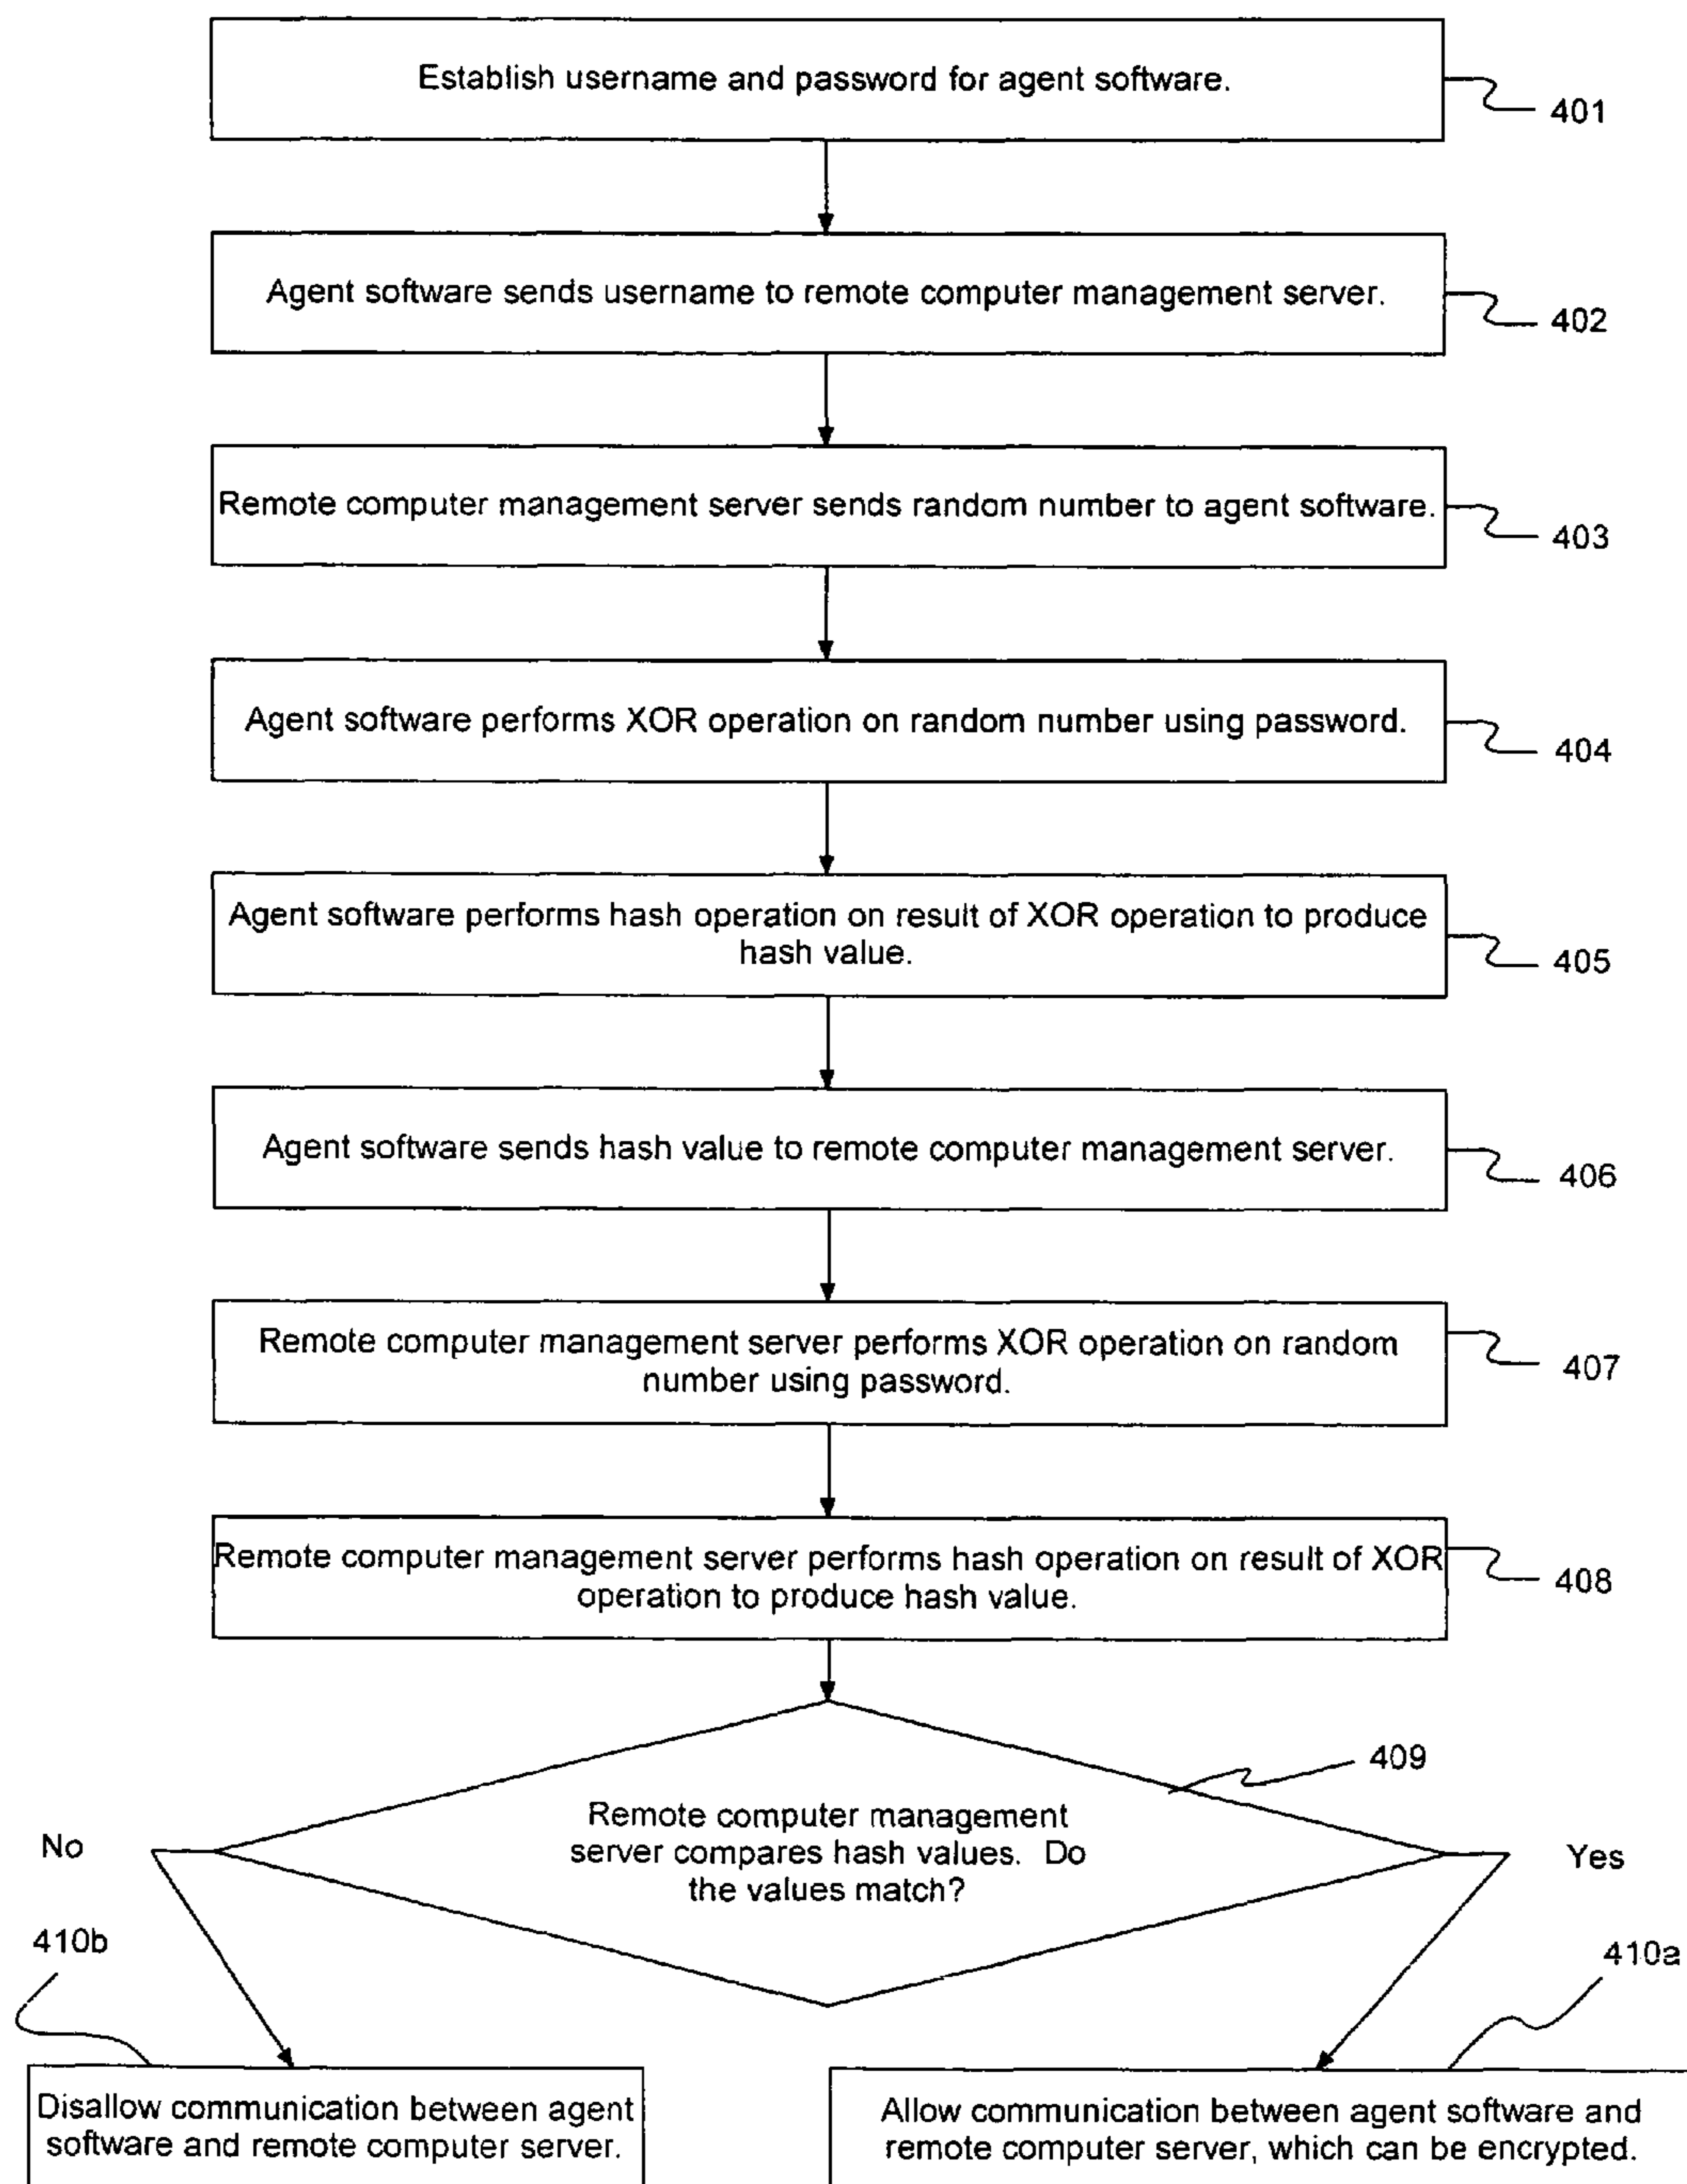 Establish username and password for agent software.
401
Agent software sends username to remote computer management server.
402
Remote computer management server sends random number to agent software.
403
Agent software performs XOR operation on random number using password.
404
Agent software performs hash operation on result of XOR operation to produce
hash value.
405
Agent software sends hash value to remote computer management server.
406
Remote computer management server performs XOR operation on random
number using password.
407
Remote computer management server performs hash operation on result of XOR
operation to produce hash value.
408
409
Remote computer management
server compares hash values. Do
the values match?
No
Yes
410b
410a
Disallow communication between agent
software and remote computer server.
Allow communication between agent software and
remote computer server, which can be encrypted.